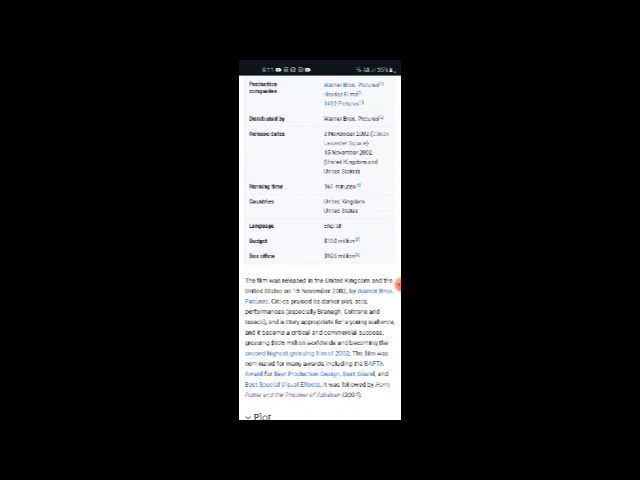 Production
companies
Warner Bros. Pictures
Heyday Films
1492 Pictures
Distributed by
Warner Bros. Pictures
Release dates
3 November 2002 (Odeon
Leicester Square)
15 November 2002
(United Kingdom and
United States)
Running time
161 minutes
Countries
United Kingdom
United States
Language
English
Budget
$100 million
Box office
The film was released in the United Kingdom and the
United States on 15 November 2002, by Warner Bros.
Pictures. Critics praised its darker plot, sets,
performances (especially Branagh, Coltrane and
Isaacs), and a story appropriate for a young audience,
and it became a critical and commercial success,
grossing $926 million worldwide and becoming the
second-highest-grossing film of 2002. The film was
nominated for many awards, including the BAFTA
Award for Best Production Design, Best Sound, and
Best Special Visual Effects. It was followed by Harry
Potter and the Prisoner of Azkaban (2004).
Plot